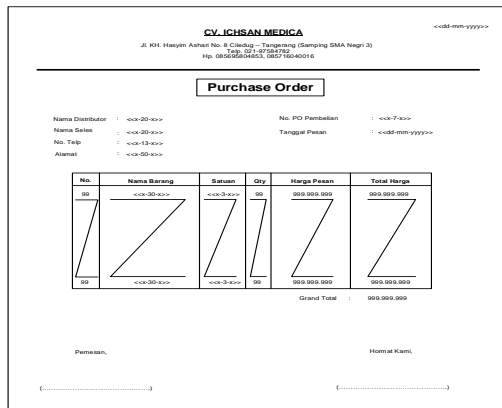 <<dd-mm-yyyy>>
CV. ICHSAN MEDICA
Jl. KH. Hasyim Ashari No. 8 Ciledug – Tangerang (Samping SMA Negri 3)
Telp. 021-97584782
Hp. 085695804853, 085716040016
Purchase Order
Nama Distributor : <<x-20-x>> No. PO Pembelian : <<x-7-x>>
Nama Seles : <<x-20-x>> Tanggal Pesan : <<dd-mm-yyyy>>
No. Telp : <<x-13-x>>
Alamat : <<x-50-x>>
No. Nama Barang Satuan Qty Harga Pesan Total Harga
99 <<x-30-x>> <<x-3-x>> 99 999.999.999 999.999.999
99 <<x-30-x>> <<x-3-x>> 99 999.999.999 999.999.999
Grand Total : 999.999.999
Pemesan, Hormat Kami,
(.......................................) (.......................................)